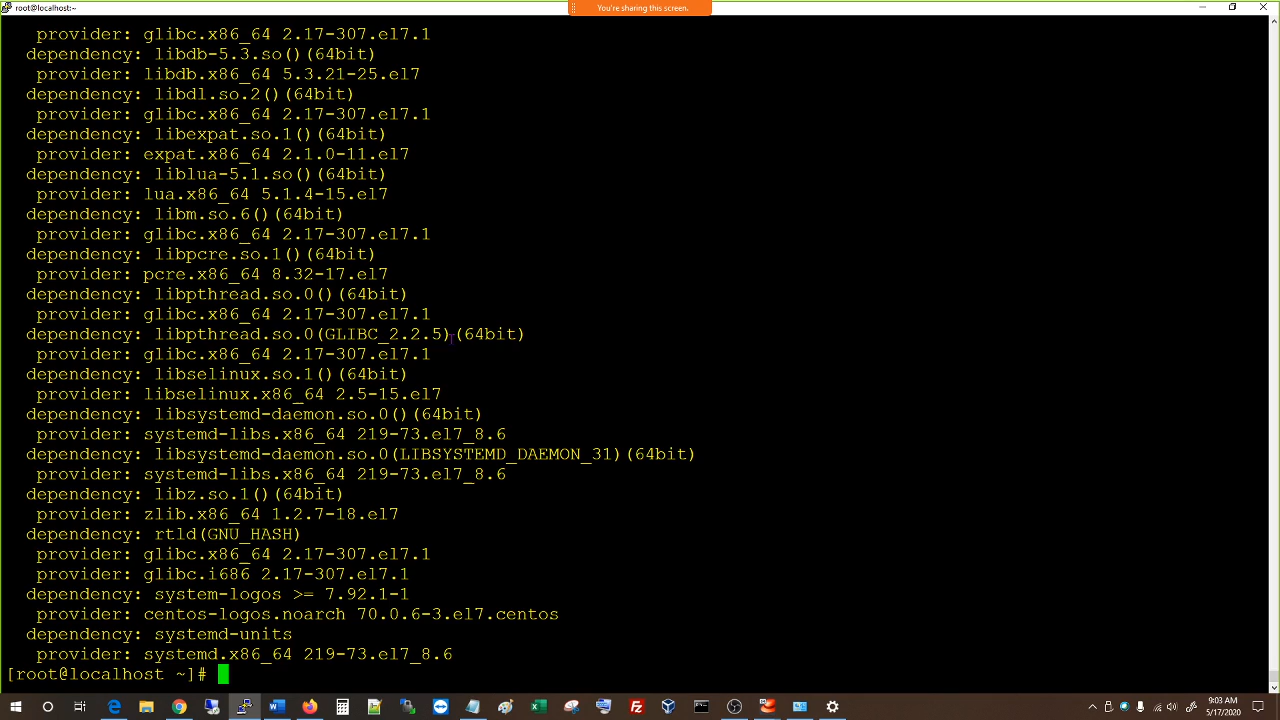 root@localhost:~
You're sharing this screen.
provider: glibc.x86_64 2.17-307.el7.1
dependency: libdb-5.3.so()(64bit)
provider: libdb.x86_64 5.3.21-25.el7
dependency: libdl.so.2()(64bit)
provider: glibc.x86_64 2.17-307.el7.1
dependency: libexpat.so.1()(64bit)
provider: expat.x86_64 2.1.0-11.el7
dependency: liblua-5.1.so()(64bit)
provider: lua.x86_64 5.1.4-15.el7
dependency: libm.so.6()(64bit)
provider: glibc.x86_64 2.17-307.el7.1
dependency: libpcre.so.1()(64bit)
provider: pcre.x86_64 8.32-17.el7
dependency: libpthread.so.0()(64bit)
provider: glibc.x86_64 2.17-307.el7.1
dependency: libpthread.so.0(GLIBC_2.2.5)(64bit)
provider: glibc.x86_64 2.17-307.el7.1
dependency: libselinux.so.1()(64bit)
provider: libselinux.x86_64 2.5-15.el7
dependency: libsystemd-daemon.so.0()(64bit)
provider: systemd-libs.x86_64 219-73.el7_8.6
dependency: libsystemd-daemon.so.0(LIBSYSTEMD_DAEMON_31)(64bit)
provider: systemd-libs.x86_64 219-73.el7_8.6
dependency: libz.so.1()(64bit)
provider: zlib.x86_64 1.2.7-18.el7
dependency: rtld(GNU_HASH)
provider: glibc.x86_64 2.17-307.el7.1
provider: glibc.i686 2.17-307.el7.1
dependency: system-logos >= 7.92.1-1
provider: centos-logos.noarch 70.0.6-3.el7.centos
dependency: systemd-units
provider: systemd.x86_64 219-73.el7_8.6
[root@localhost ~]#
9:03 AM
5/17/2020